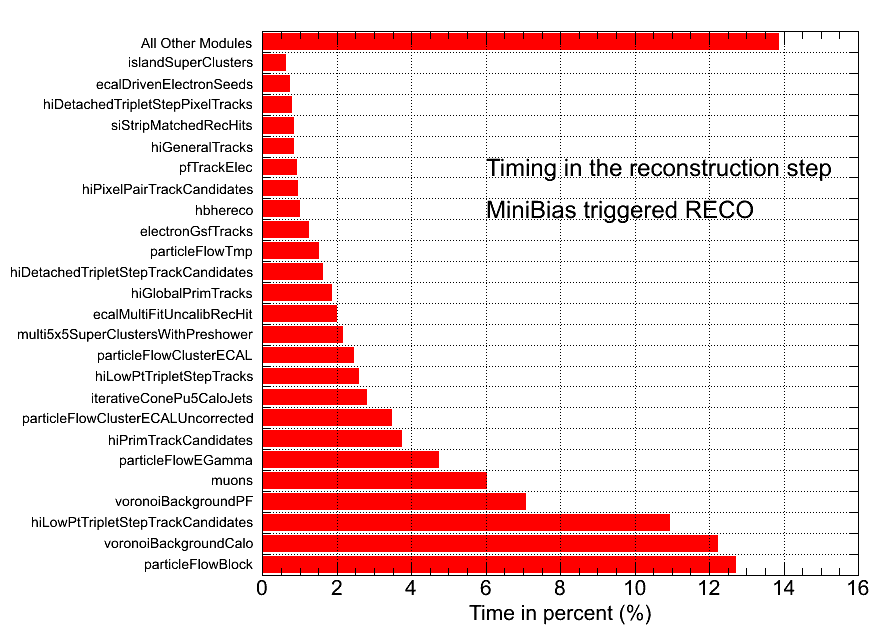 All Other Modules
islandSuperClusters
ecalDrivenElectronSeeds
hiDetachedTripletStepPixelTracks
siStripMatchedRecHits
hiGeneralTracks
pfTrackElec
Timing in the reconstruction step
hiPixelPairTrackCandidates
hbhereco
MiniBias triggered RECO
electronGsfTracks
particleFlowTmp
hiDetachedTripletStepTrackCandidates
hiGlobalPrimTracks
ecalMultiFitUncalibRecHit
multi5x5SuperClustersWithPreshower
particleFlowClusterECAL
hiLowPtTripletStepTracks
iterativeConePu5CaloJets
particleFlowClusterECALUncorrected
hiPrimTrackCandidates
particleFlowEGamma
muons
voronoiBackgroundPF
hiLowPtTripletStepTrackCandidates
voronoiBackgroundCalo
particleFlowBlock
0 2 4 6 8 10 12 14 16
Time in percent (%)